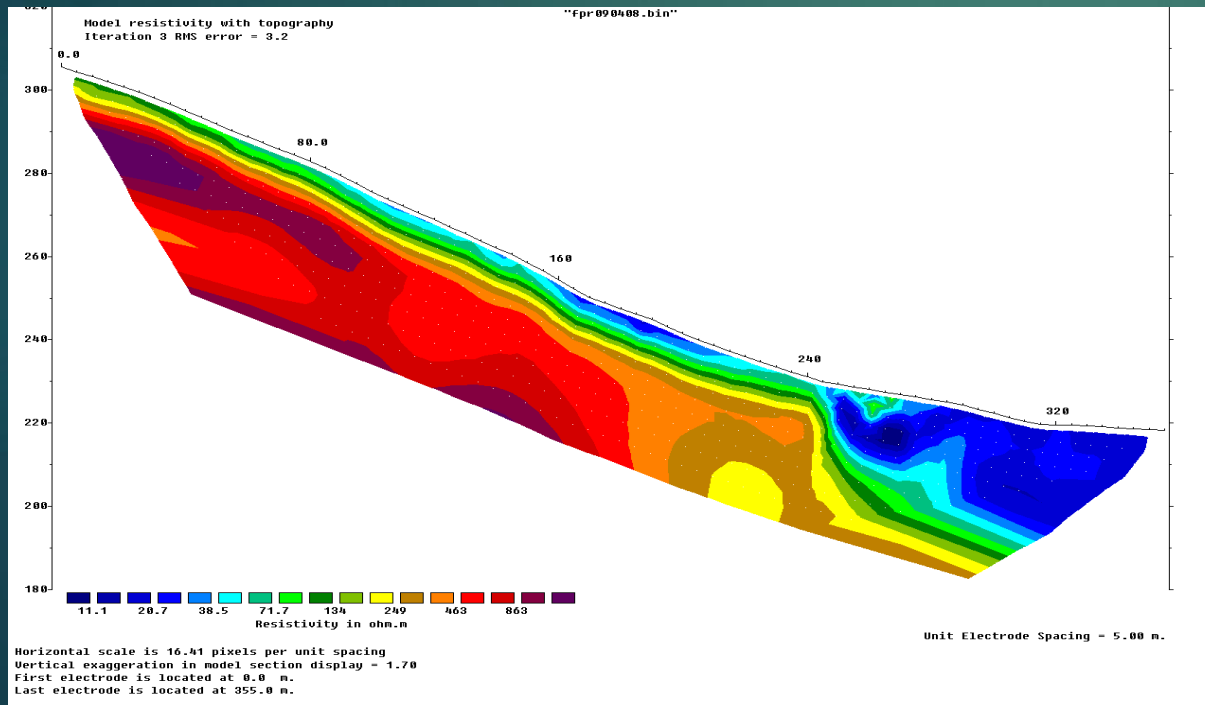 "fpr090408.bin"
320
Model resistivity with topography
Iteration 3 RMS error = 3.2
0.0
300
80.0
280
260
160
240
240
220
320
200
180
11.1 20.7 38.5 71.7 134 249 463 863
Resistivity in ohm.m
Unit Electrode Spacing = 5.00 m.
Horizontal scale is 16.41 pixels per unit spacing
Vertical exaggeration in model section display = 1.70
First electrode is located at 0.0 m.
Last electrode is located at 355.0 m.